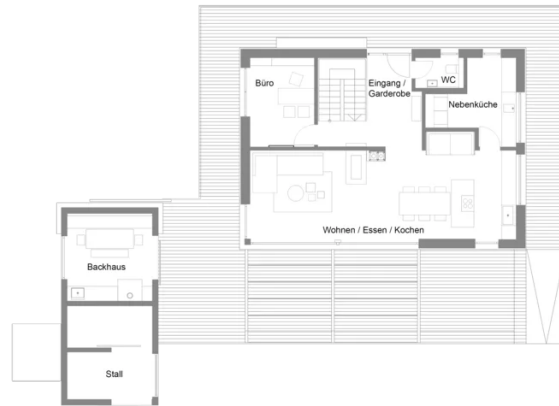 Büro
Eingang /
Garderobe
WC
Nebenküche
Wohnen / Essen / Kochen
Backhaus
Stall